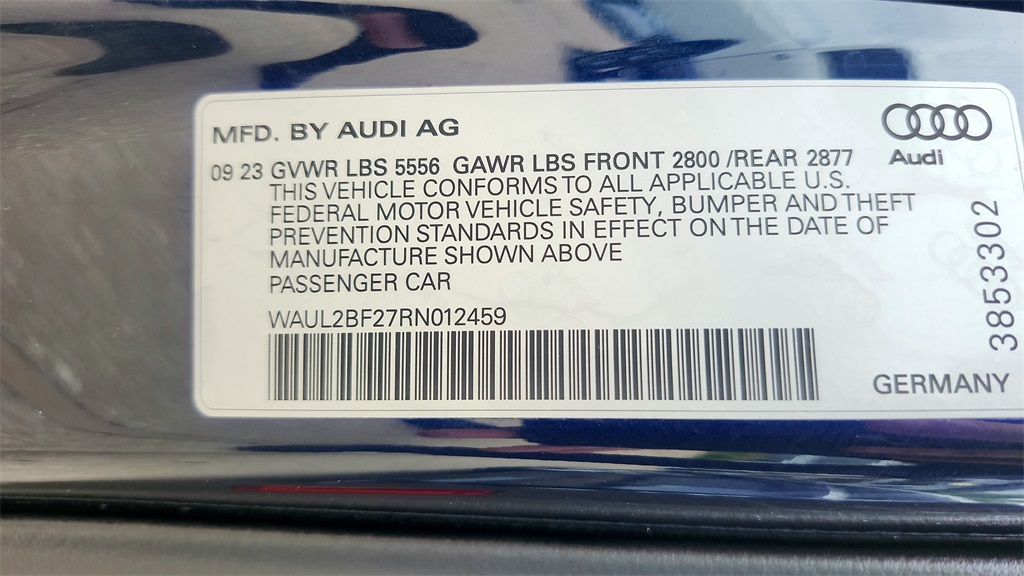 MFD. BY AUDI AG
Audi
09 23 GVWR LBS 5556 GAWR LBS FRONT 2800 /REAR 2877
THIS VEHICLE CONFORMS TO ALL APPLICABLE U.S.
FEDERAL MOTOR VEHICLE SAFETY, BUMPER AND THEFT
PREVENTION STANDARDS IN EFFECT ON THE DATE OF
MANUFACTURE SHOWN ABOVE
PASSENGER CAR
WAUL2BF27RN012459
3853302
GERMANY